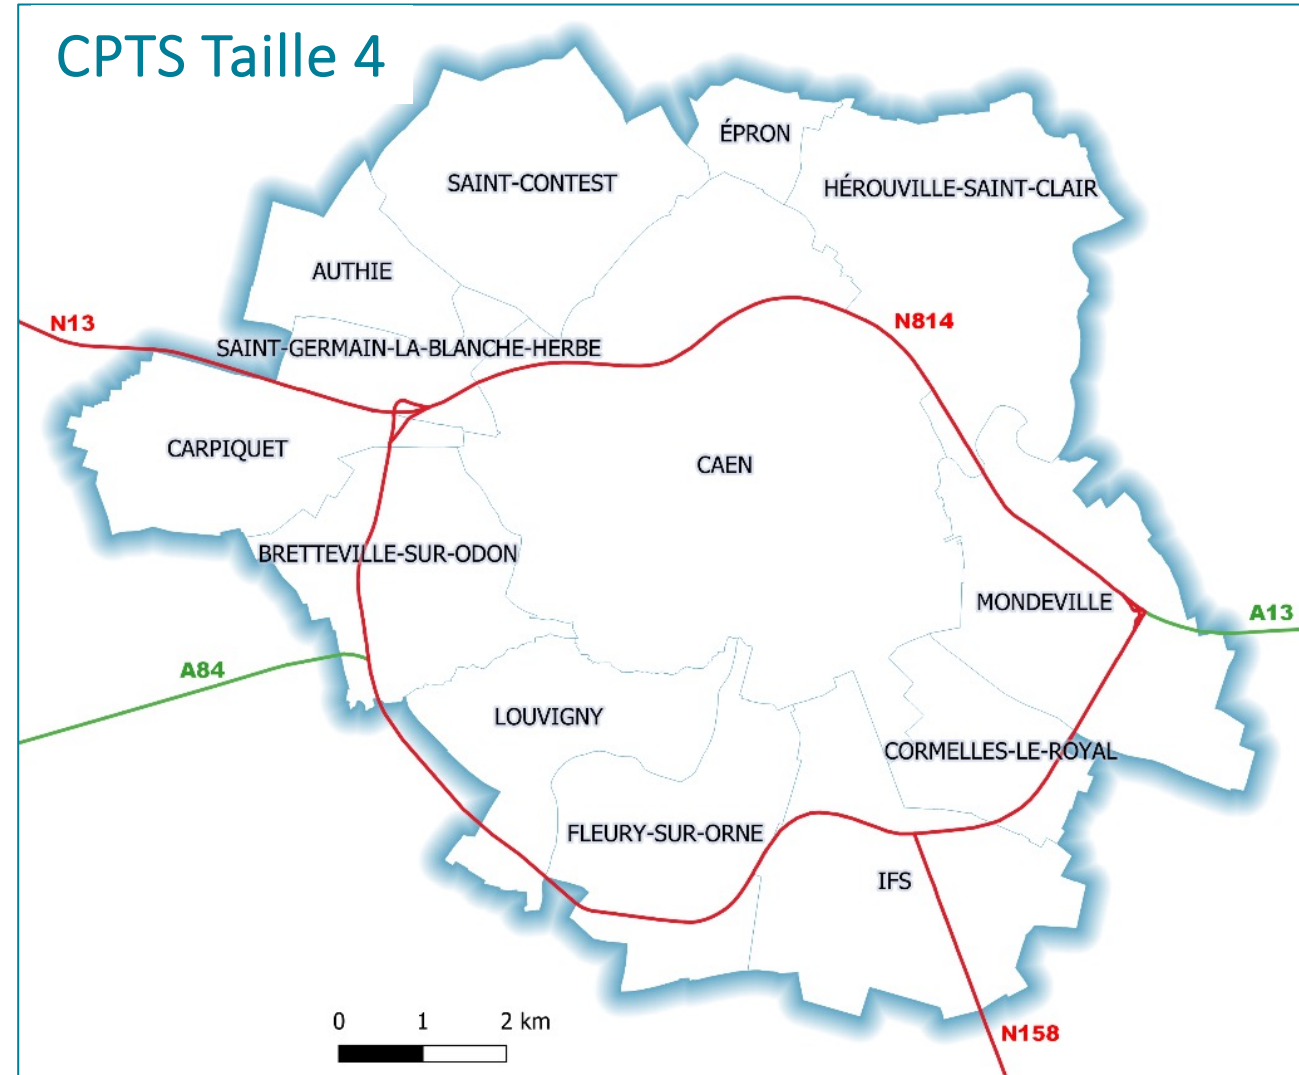 CPTS Taille 4
ÉPRON
SAINT-CONTEST
HÉROUVILLE-SAINT-CLAIR
AUTHIE
N13
N814
SAINT-GERMAIN-LA-BLANCHE-HERBE
CARPIQUET
CAEN
BRETTEVILLE-SUR-ODON
MONDEVILLE
A13
A84
LOUVIGNY
CORMELLES-LE-ROYAL
FLEURY-SUR-ORNE
IFS
0 1 2 km
N158